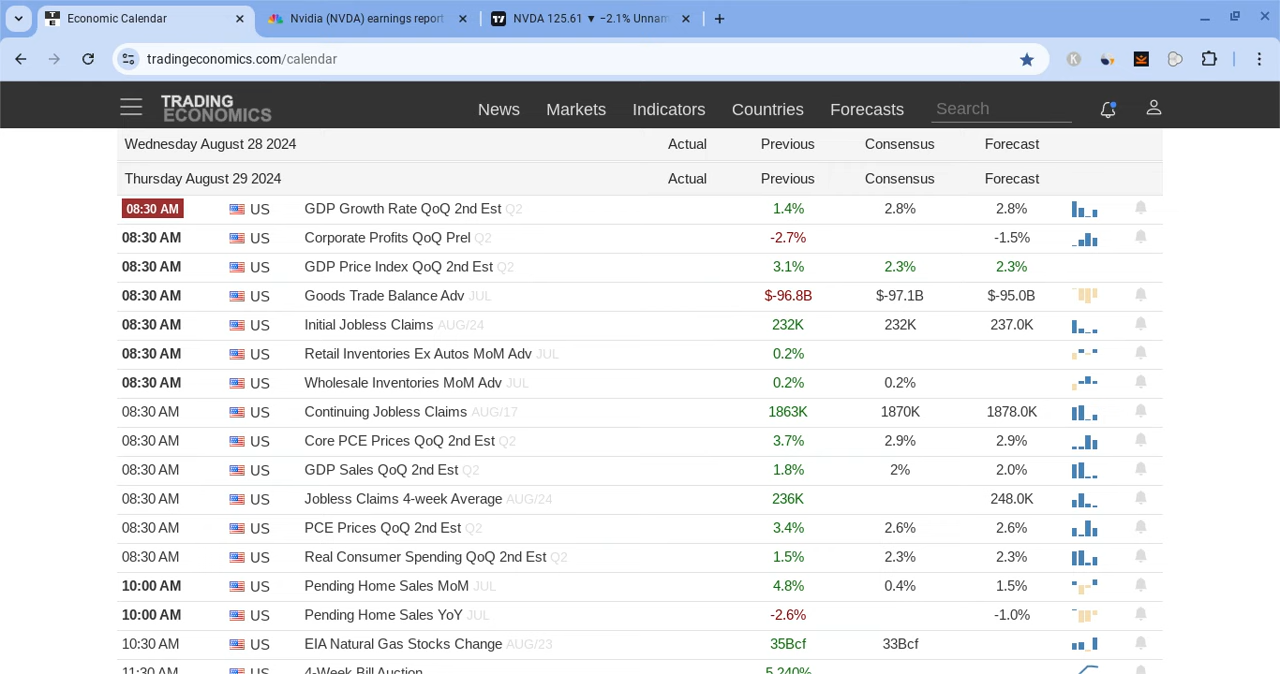 Economic Calendar
Nvidia (NVDA) earnings report
NVDA 125.61 ▼ −2.1% Unnam
tradingeconomics.com/calendar
TRADING ECONOMICS
News Markets Indicators Countries Forecasts Search
Wednesday August 28 2024 Actual Previous Consensus Forecast
Thursday August 29 2024 Actual Previous Consensus Forecast
08:30 AM US GDP Growth Rate QoQ 2nd Est Q2 1.4% 2.8% 2.8%
08:30 AM US Corporate Profits QoQ Prel Q2 -2.7% -1.5%
08:30 AM US GDP Price Index QoQ 2nd Est Q2 3.1% 2.3% 2.3%
08:30 AM US Goods Trade Balance Adv JUL $-96.8B $-97.1B $-95.0B
08:30 AM US Initial Jobless Claims AUG/24 232K 232K 237.0K
08:30 AM US Retail Inventories Ex Autos MoM Adv JUL 0.2%
08:30 AM US Wholesale Inventories MoM Adv JUL 0.2% 0.2%
08:30 AM US Continuing Jobless Claims AUG/17 1863K 1870K 1878.0K
08:30 AM US Core PCE Prices QoQ 2nd Est Q2 3.7% 2.9% 2.9%
08:30 AM US GDP Sales QoQ 2nd Est Q2 1.8% 2% 2.0%
08:30 AM US Jobless Claims 4-week Average AUG/24 236K 248.0K
08:30 AM US PCE Prices QoQ 2nd Est Q2 3.4% 2.6% 2.6%
08:30 AM US Real Consumer Spending QoQ 2nd Est Q2 1.5% 2.3% 2.3%
10:00 AM US Pending Home Sales MoM JUL 4.8% 0.4% 1.5%
10:00 AM US Pending Home Sales YoY JUL -2.6% -1.0%
10:30 AM US EIA Natural Gas Stocks Change AUG/23 35Bcf 33Bcf
11:30 AM US 4-Week Bill Auction 5.240%